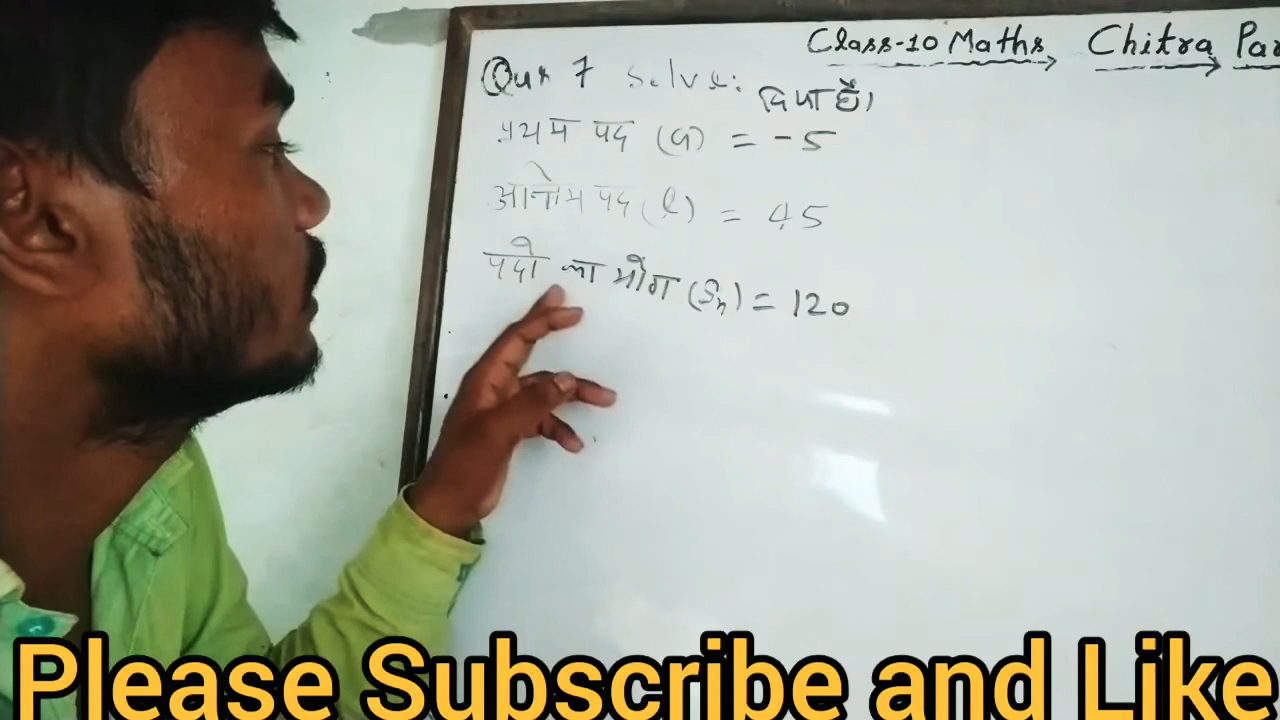 Class-10 Maths Chitra Par
Qus 7 Solve:
दिया है।
प्रथम पद (a) = -5
अन्तिम पद (l) = 45
पदों का योग (Sn) = 120
Please Subscribe and Like